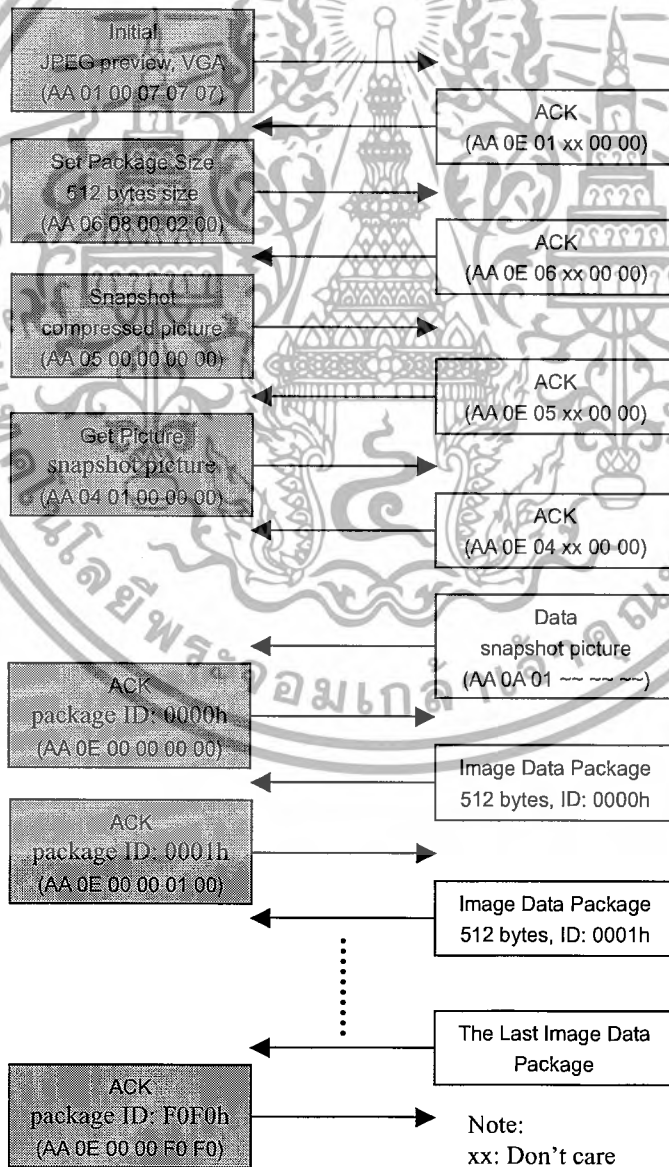 Initial
JPEG preview, VGA
(AA 01 00 07 07 07)
ACK
(AA 0E 01 xx 00 00)
Set Package Size
512 bytes size
(AA 06 08 00 02 00)
ACK
(AA 0E 06 xx 00 00)
Snapshot
compressed picture
(AA 05 00 00 00 00)
ACK
(AA 0E 05 xx 00 00)
Get Picture
snapshot picture
(AA 04 01 00 00 00)
ACK
(AA 0E 04 xx 00 00)
Data
snapshot picture
(AA 0A 01 ~~ ~~ ~~)
ACK
package ID: 0000h
(AA 0E 00 00 00 00)
Image Data Package
512 bytes, ID: 0000h
ACK
package ID: 0001h
(AA 0E 00 00 01 00)
Image Data Package
512 bytes, ID: 0001h
The Last Image Data
Package
ACK
package ID: F0F0h
(AA 0E 00 00 F0 F0)
Note:
xx: Don't care